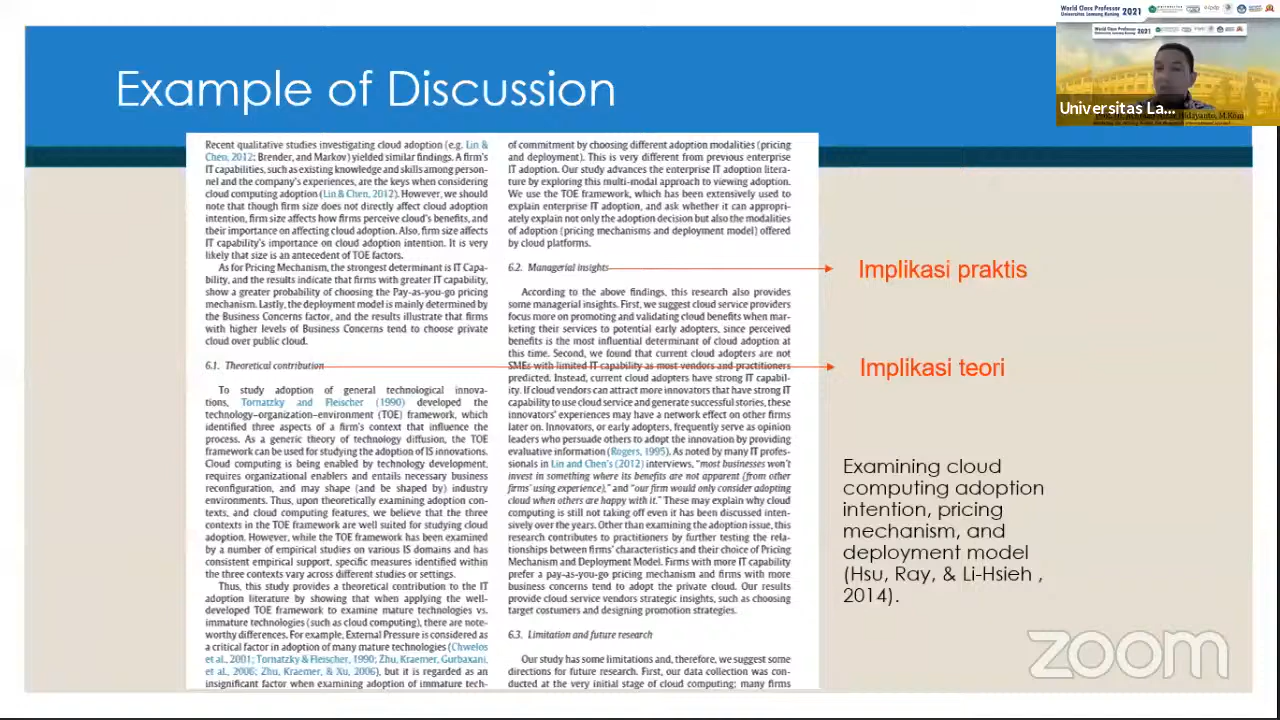 World Class Professor
Universitas Lancang Kuning 2021
World Class Professor
Universitas Lancang Kuning 2021
Universitas La...
Example of Discussion
Recent qualitative studies investigating cloud adoption (e.g. Lin &
Chen, 2012; Brender, and Markov) yielded similar findings. A firm's
IT capabilities, such as existing knowledge and skills among person-
nel and the company's experiences, are the keys when considering
cloud computing adoption (Lin & Chen, 2012). However, we should
note that though firm size does not directly affect cloud adoption
intention, firm size affects how firms perceive cloud's benefits, and
their importance on affecting cloud adoption. Also, firm size affects
IT capability's importance on cloud adoption intention. It is very
likely that size is an antecedent of TOE factors.
As for Pricing Mechanism, the strongest determinant is IT Capa-
bility, and the results indicate that firms with greater IT capability,
show a greater probability of choosing the Pay-as-you-go pricing
mechanism. Lastly, the deployment model is mainly determined by
the Business Concerns factor, and the results illustrate that firms
with higher levels of Business Concerns tend to choose private
cloud over public cloud.
6.1. Theoretical contribution
To study adoption of general technological innova-
tions, Tornatzky and Fleischer (1990) developed the
technology–organization–environment (TOE) framework, which
identified three aspects of a firm's context that influence the
process. As a generic theory of technology diffusion, the TOE
framework can be used for studying the adoption of IS innovations.
Cloud computing is being enabled by technology development,
requires organizational enablers and entails necessary business
reconfiguration, and may shape (and be shaped by) industry
environments. Thus, upon theoretically examining adoption con-
texts, and cloud computing features, we believe that the three
contexts in the TOE framework are well suited for studying cloud
adoption. However, while the TOE framework has been examined
by a number of empirical studies on various IS domains and has
consistent empirical support, specific measures identified within
the three contexts vary across different studies or settings.
Thus, this study provides a theoretical contribution to the IT
adoption literature by showing that when applying the well-
developed TOE framework to examine mature technologies vs.
immature technologies (such as cloud computing), there are note-
worthy differences. For example, External Pressure is considered as
a critical factor in adoption of many mature technologies (Chwelos
et al., 2001; Tornatzky & Fleischer, 1990; Zhu, Kraemer, Gurbaxani,
et al., 2006; Zhu, Kraemer, & Xu, 2006), but it is regarded as an
insignificant factor when examining adoption of immature tech-
of commitment by choosing different adoption modalities (pricing
and deployment). This is very different from previous enterprise
IT adoption. Our study advances the enterprise IT adoption litera-
ture by exploring this multi-modal approach to viewing adoption.
We use the TOE framework, which has been extensively used to
explain enterprise IT adoption, and ask whether it can appropri-
ately explain not only the adoption decision but also the modalities
of adoption (pricing mechanisms and deployment model) offered
by cloud platforms.
6.2. Managerial insights
According to the above findings, this research also provides
some managerial insights. First, we suggest cloud service providers
focus more on promoting and validating cloud benefits when mar-
keting their services to potential early adopters, since perceived
benefits is the most influential determinant of cloud adoption at
this time. Second, we found that current cloud adopters are not
SMEs with limited IT capability as most vendors and practitioners
predicted. Instead, current cloud adopters have strong IT capabil-
ity. If cloud vendors can attract more innovators that have strong IT
capability to use cloud service and generate successful stories, these
innovators' experiences may have a network effect on other firms
later on. Innovators, or early adopters, frequently serve as opinion
leaders who persuade others to adopt the innovation by providing
evaluative information (Rogers, 1995). As noted by many IT profes-
sionals in Lin and Chen's (2012) interviews, "most businesses won't
invest in something where its benefits are not apparent (from other
firms' using experience)," and "our firm would only consider adopting
cloud when others are happy with it." These may explain why cloud
computing is still not taking off even it has been discussed inten-
sively over the years. Other than examining the adoption issue, this
research contributes to practitioners by further testing the rela-
tionships between firms' characteristics and their choice of Pricing
Mechanism and Deployment Model. Firms with more IT capability
prefer a pay-as-you-go pricing mechanism and firms with more
business concerns tend to adopt the private cloud. Our results
provide cloud service vendors strategic insights, such as choosing
target costumers and designing promotion strategies.
6.3. Limitation and future research
Our study has some limitations and, therefore, we suggest some
directions for future research. First, our data collection was con-
ducted at the very initial stage of cloud computing; many firms
Implikasi praktis
Implikasi teori
Examining cloud
computing adoption
intention, pricing
mechanism, and
deployment model
(Hsu, Ray, & Li-Hsieh ,
2014).
zoom